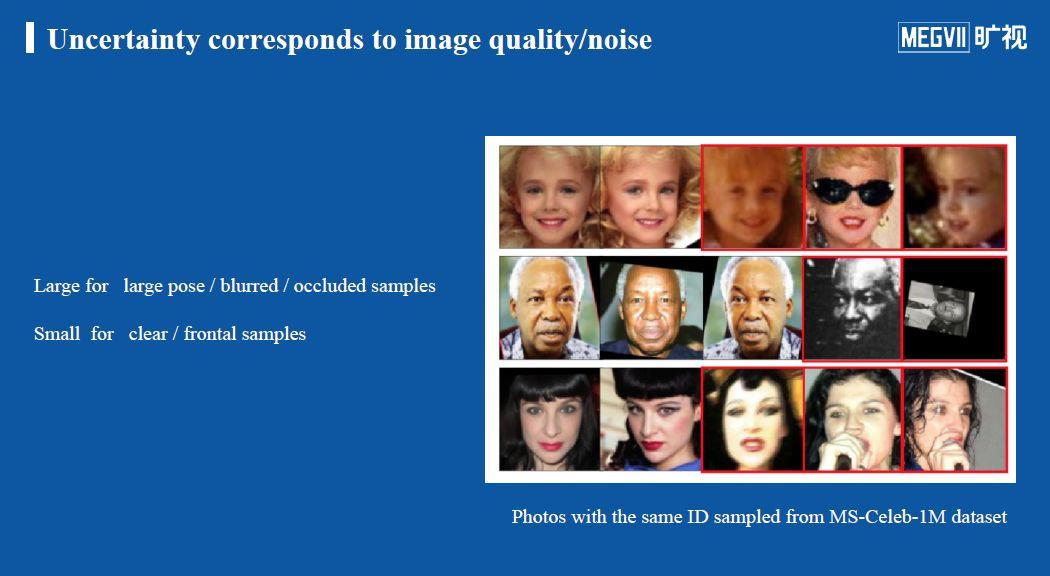 Uncertainty corresponds to image quality/noise
MEGVII 旷视
Large for large pose / blurred / occluded samples
Small for clear / frontal samples
Photos with the same ID sampled from MS-Celeb-1M dataset